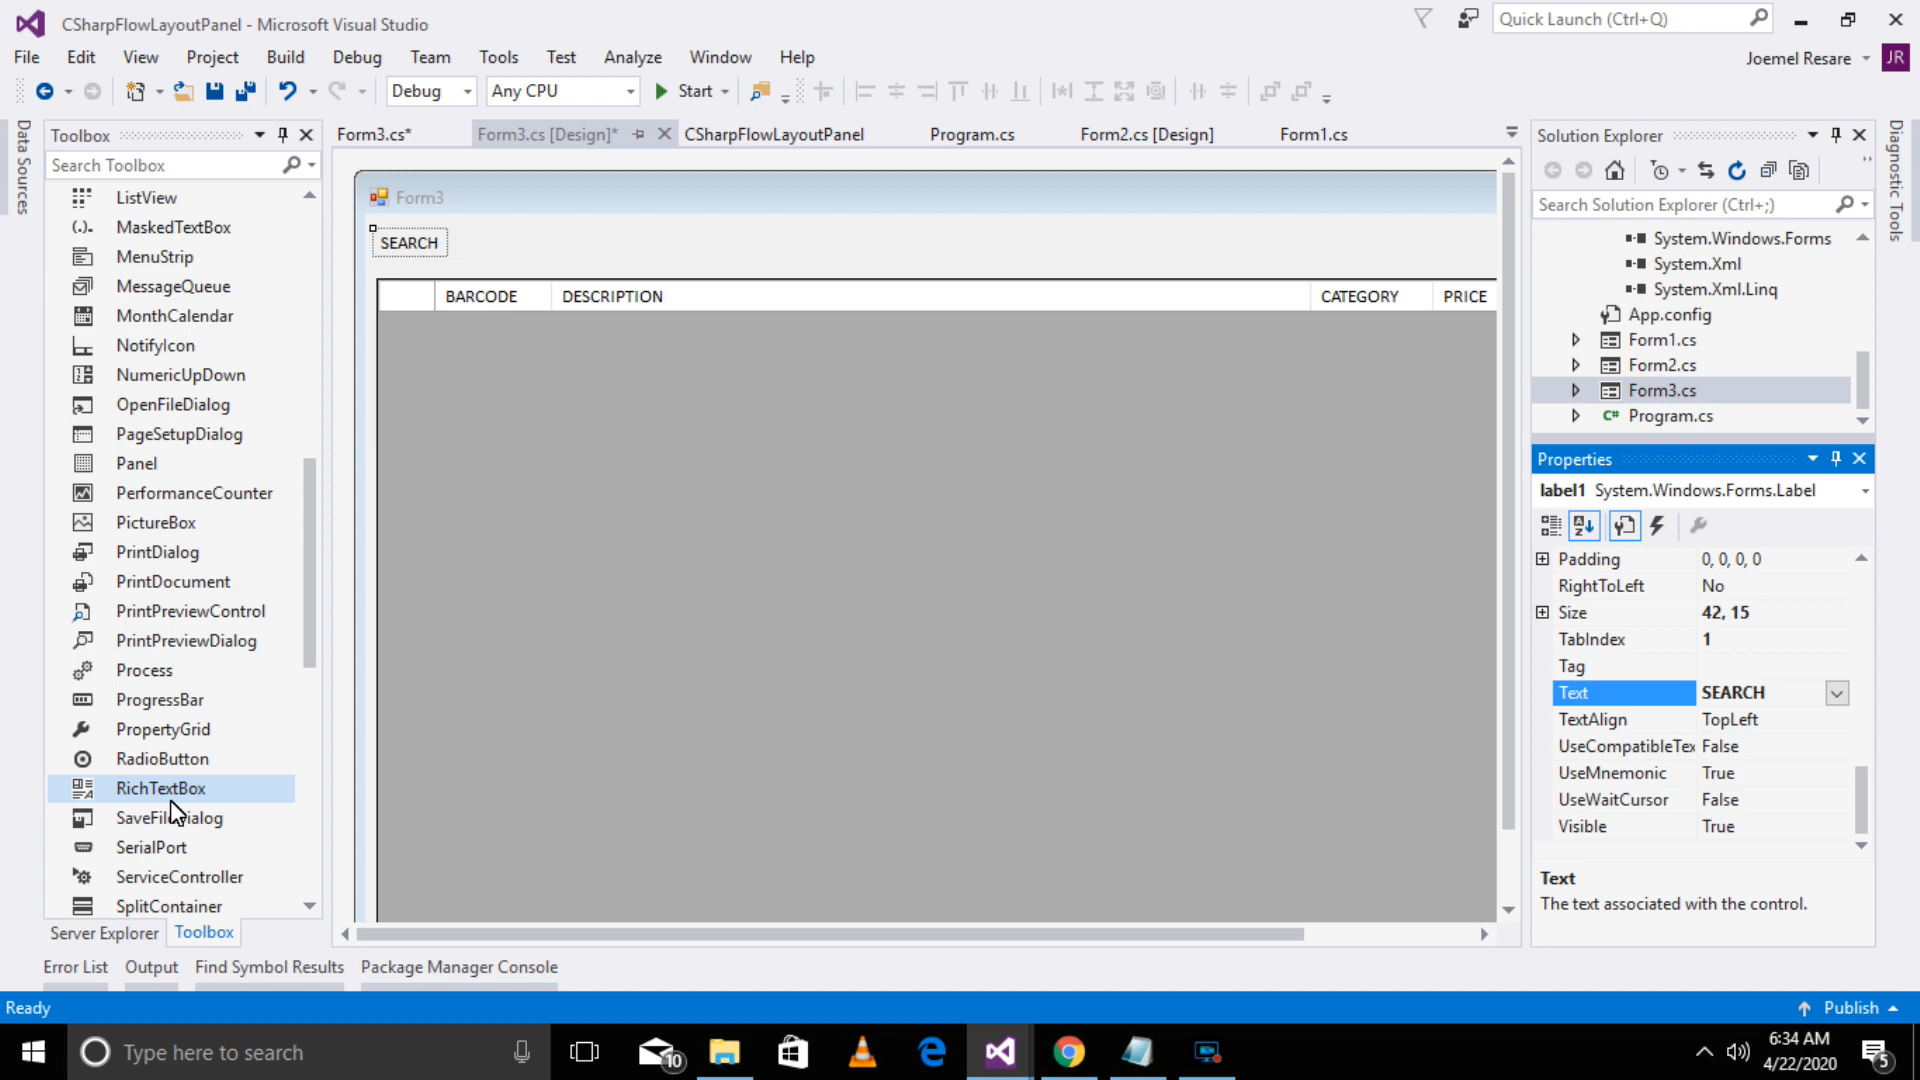 CSharpFlowLayoutPanel - Microsoft Visual Studio
Quick Launch (Ctrl+Q)
File Edit View Project Build Debug Team Tools Test Analyze Window Help
Joemel Resare JR
Debug Any CPU Start
Data Sources
Toolbox
Search Toolbox
ListView
MaskedTextBox
MenuStrip
MessageQueue
MonthCalendar
NotifyIcon
NumericUpDown
OpenFileDialog
PageSetupDialog
Panel
PerformanceCounter
PictureBox
PrintDialog
PrintDocument
PrintPreviewControl
PrintPreviewDialog
Process
ProgressBar
PropertyGrid
RadioButton
RichTextBox
SaveFileDialog
SerialPort
ServiceController
SplitContainer
Server Explorer Toolbox
Form3.cs* Form3.cs [Design]* CSharpFlowLayoutPanel Program.cs Form2.cs [Design] Form1.cs
Form3
SEARCH
BARCODE DESCRIPTION CATEGORY PRICE
Solution Explorer
Search Solution Explorer (Ctrl+;)
System.Windows.Forms
System.Xml
System.Xml.Linq
App.config
Form1.cs
Form2.cs
Form3.cs
C# Program.cs
Diagnostic Tools
Properties
label1 System.Windows.Forms.Label
Padding 0, 0, 0, 0
RightToLeft No
Size 42, 15
TabIndex 1
Tag
Text SEARCH
TextAlign TopLeft
UseCompatibleTex False
UseMnemonic True
UseWaitCursor False
Visible True
Text
The text associated with the control.
Error List Output Find Symbol Results Package Manager Console
Ready
Publish
Type here to search
10
6:34 AM
4/22/2020
5